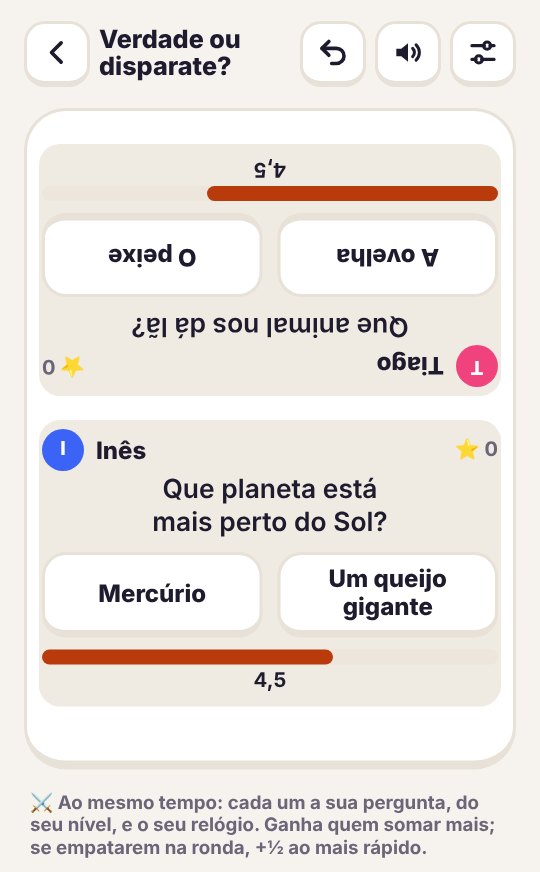 Verdade ou
disparate?
4,5
O peixe
A ovelha
Que animal nos dá lã?
0 ⭐
Tiago
T
I
Inês
⭐ 0
Que planeta está
mais perto do Sol?
Mercúrio
Um queijo
gigante
4,5
⚔️ Ao mesmo tempo: cada um a sua pergunta, do
seu nível, e o seu relógio. Ganha quem somar mais;
se empatarem na ronda, +½ ao mais rápido.